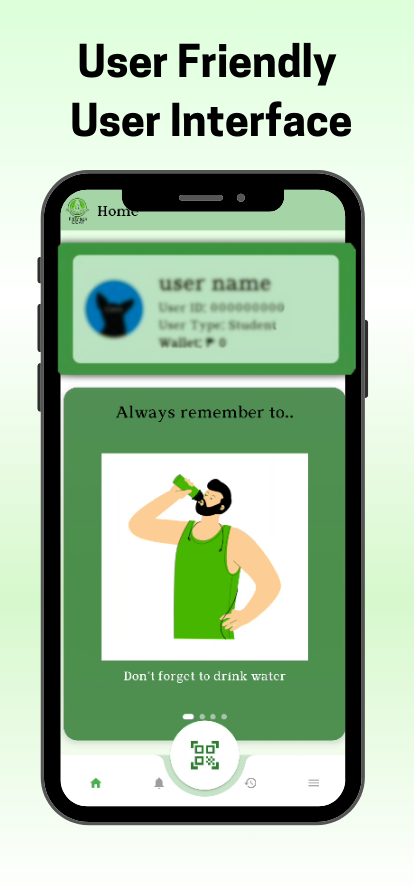 User Friendly
User Interface
Home
user name
User ID: 000000000
User Type: Student
Wallet: ₱ 0
Always remember to..
Don't forget to drink water